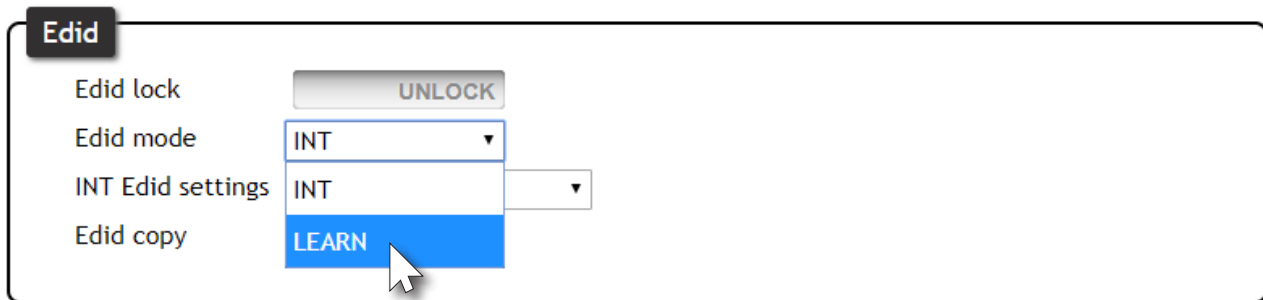 Edid
Edid lock UNLOCK
Edid mode INT
INT Edid settings INT
Edid copy LEARN